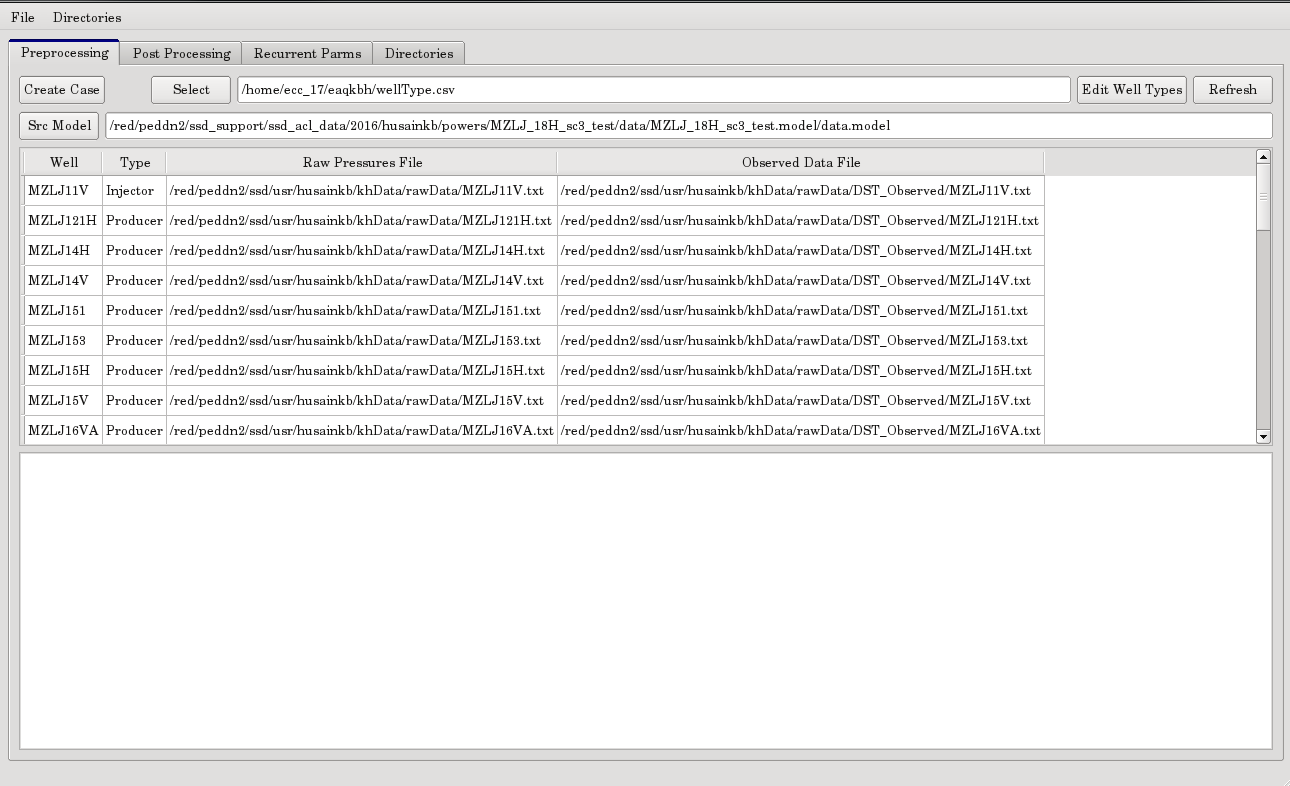 File Directories
Preprocessing Post Processing Recurrent Parms Directories
Create Case Select /home/ecc_17/eaqkbh/wellType.csv Edit Well Types Refresh
Src Model /red/peddn2/ssd_support/ssd_acl_data/2016/husainkb/powers/MZLJ_18H_sc3_test/data/MZLJ_18H_sc3_test.model/data.model
Well Type Raw Pressures File Observed Data File
MZLJ11V Injector /red/peddn2/ssd/usr/husainkb/khData/rawData/MZLJ11V.txt /red/peddn2/ssd/usr/husainkb/khData/rawData/DST_Observed/MZLJ11V.txt
MZLJ121H Producer /red/peddn2/ssd/usr/husainkb/khData/rawData/MZLJ121H.txt /red/peddn2/ssd/usr/husainkb/khData/rawData/DST_Observed/MZLJ121H.txt
MZLJ14H Producer /red/peddn2/ssd/usr/husainkb/khData/rawData/MZLJ14H.txt /red/peddn2/ssd/usr/husainkb/khData/rawData/DST_Observed/MZLJ14H.txt
MZLJ14V Producer /red/peddn2/ssd/usr/husainkb/khData/rawData/MZLJ14V.txt /red/peddn2/ssd/usr/husainkb/khData/rawData/DST_Observed/MZLJ14V.txt
MZLJ151 Producer /red/peddn2/ssd/usr/husainkb/khData/rawData/MZLJ151.txt /red/peddn2/ssd/usr/husainkb/khData/rawData/DST_Observed/MZLJ151.txt
MZLJ153 Producer /red/peddn2/ssd/usr/husainkb/khData/rawData/MZLJ153.txt /red/peddn2/ssd/usr/husainkb/khData/rawData/DST_Observed/MZLJ153.txt
MZLJ15H Producer /red/peddn2/ssd/usr/husainkb/khData/rawData/MZLJ15H.txt /red/peddn2/ssd/usr/husainkb/khData/rawData/DST_Observed/MZLJ15H.txt
MZLJ15V Producer /red/peddn2/ssd/usr/husainkb/khData/rawData/MZLJ15V.txt /red/peddn2/ssd/usr/husainkb/khData/rawData/DST_Observed/MZLJ15V.txt
MZLJ16VA Producer /red/peddn2/ssd/usr/husainkb/khData/rawData/MZLJ16VA.txt /red/peddn2/ssd/usr/husainkb/khData/rawData/DST_Observed/MZLJ16VA.txt